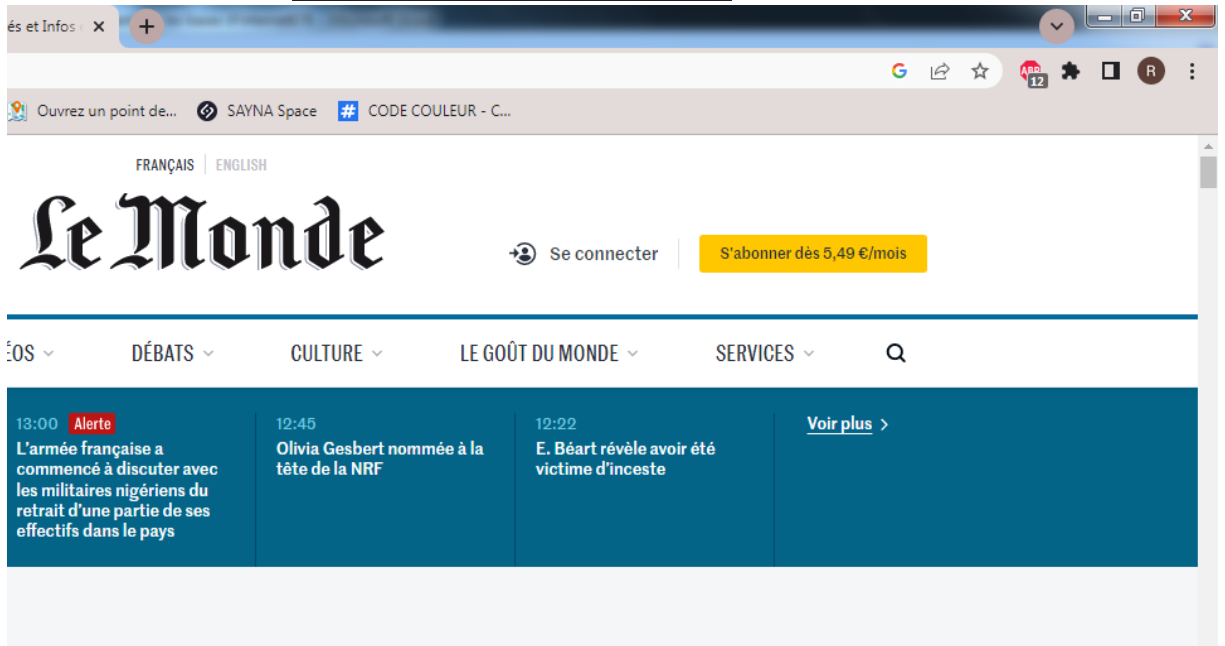 és et Infos
12
R
Ouvrez un point de...
SAYNA Space
# CODE COULEUR - C...
FRANÇAIS | ENGLISH
Le Monde
Se connecter
S'abonner dès 5,49 €/mois
ÉOS
DÉBATS
CULTURE
LE GOÛT DU MONDE
SERVICES
13:00 Alerte
L'armée française a
commencé à discuter avec
les militaires nigériens du
retrait d'une partie de ses
effectifs dans le pays
12:45
Olivia Gesbert nommée à la
tête de la NRF
12:22
E. Béart révèle avoir été
victime d'inceste
Voir plus >